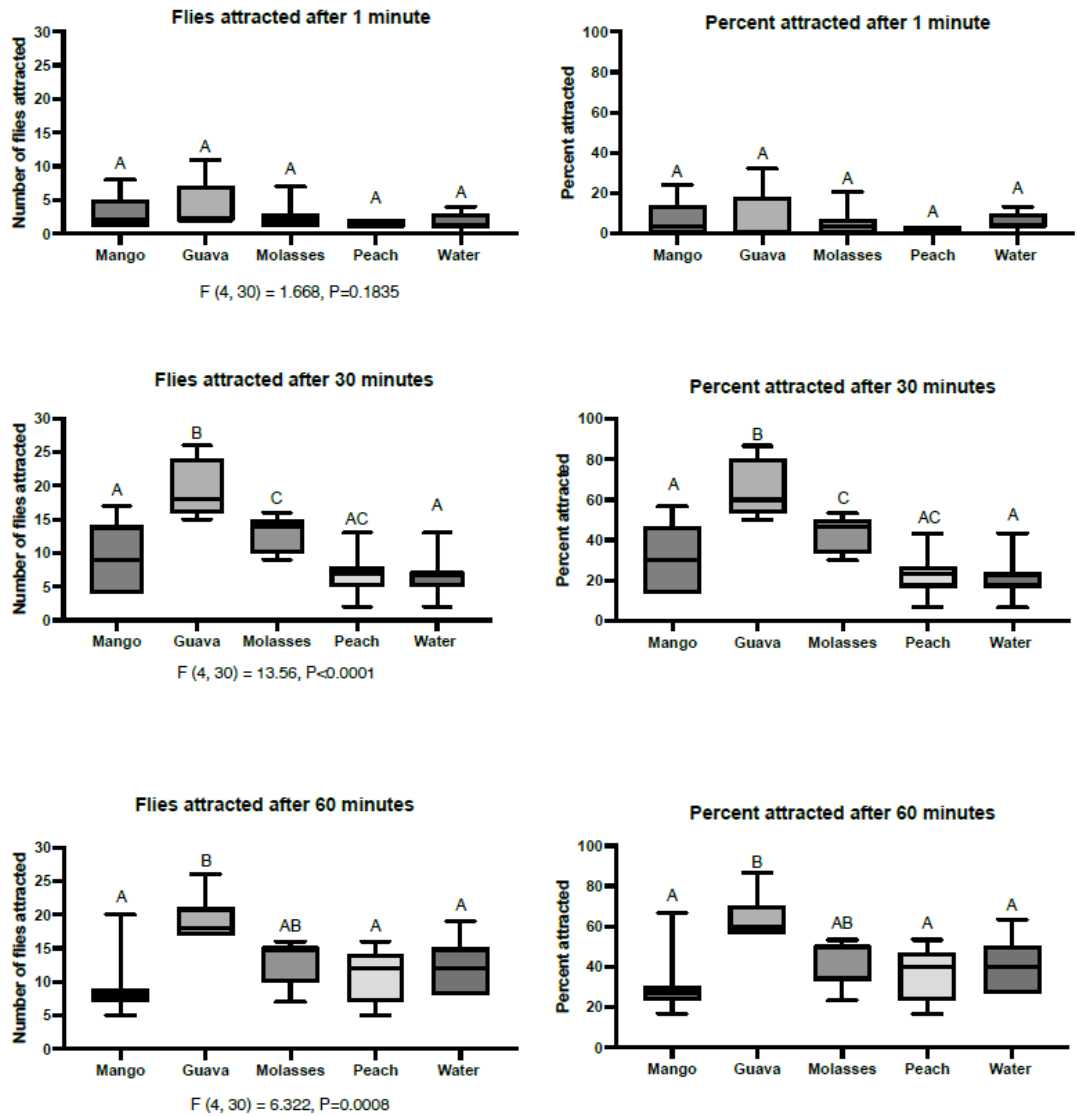 Flies attracted after 1 minute
Number of flies attracted
30
25
20
15
10
5
0
A
A
A
A
A
Mango Guava Molasses Peach Water
F (4, 30) = 1.668, P=0.1835
Percent attracted after 1 minute
Percent attracted
100
80
60
40
20
0
A
A
A
A
A
Mango Guava Molasses Peach Water
Flies attracted after 30 minutes
Number of flies attracted
30
25
20
15
10
5
0
A
B
C
AC
A
Mango Guava Molasses Peach Water
F (4, 30) = 13.56, P<0.0001
Percent attracted after 30 minutes
Percent attracted
100
80
60
40
20
0
A
B
C
AC
A
Mango Guava Molasses Peach Water
Flies attracted after 60 minutes
Number of flies attracted
30
25
20
15
10
5
0
A
B
AB
A
A
Mango Guava Molasses Peach Water
F (4, 30) = 6.322, P=0.0008
Percent attracted after 60 minutes
Percent attracted
100
80
60
40
20
0
A
B
AB
A
A
Mango Guava Molasses Peach Water